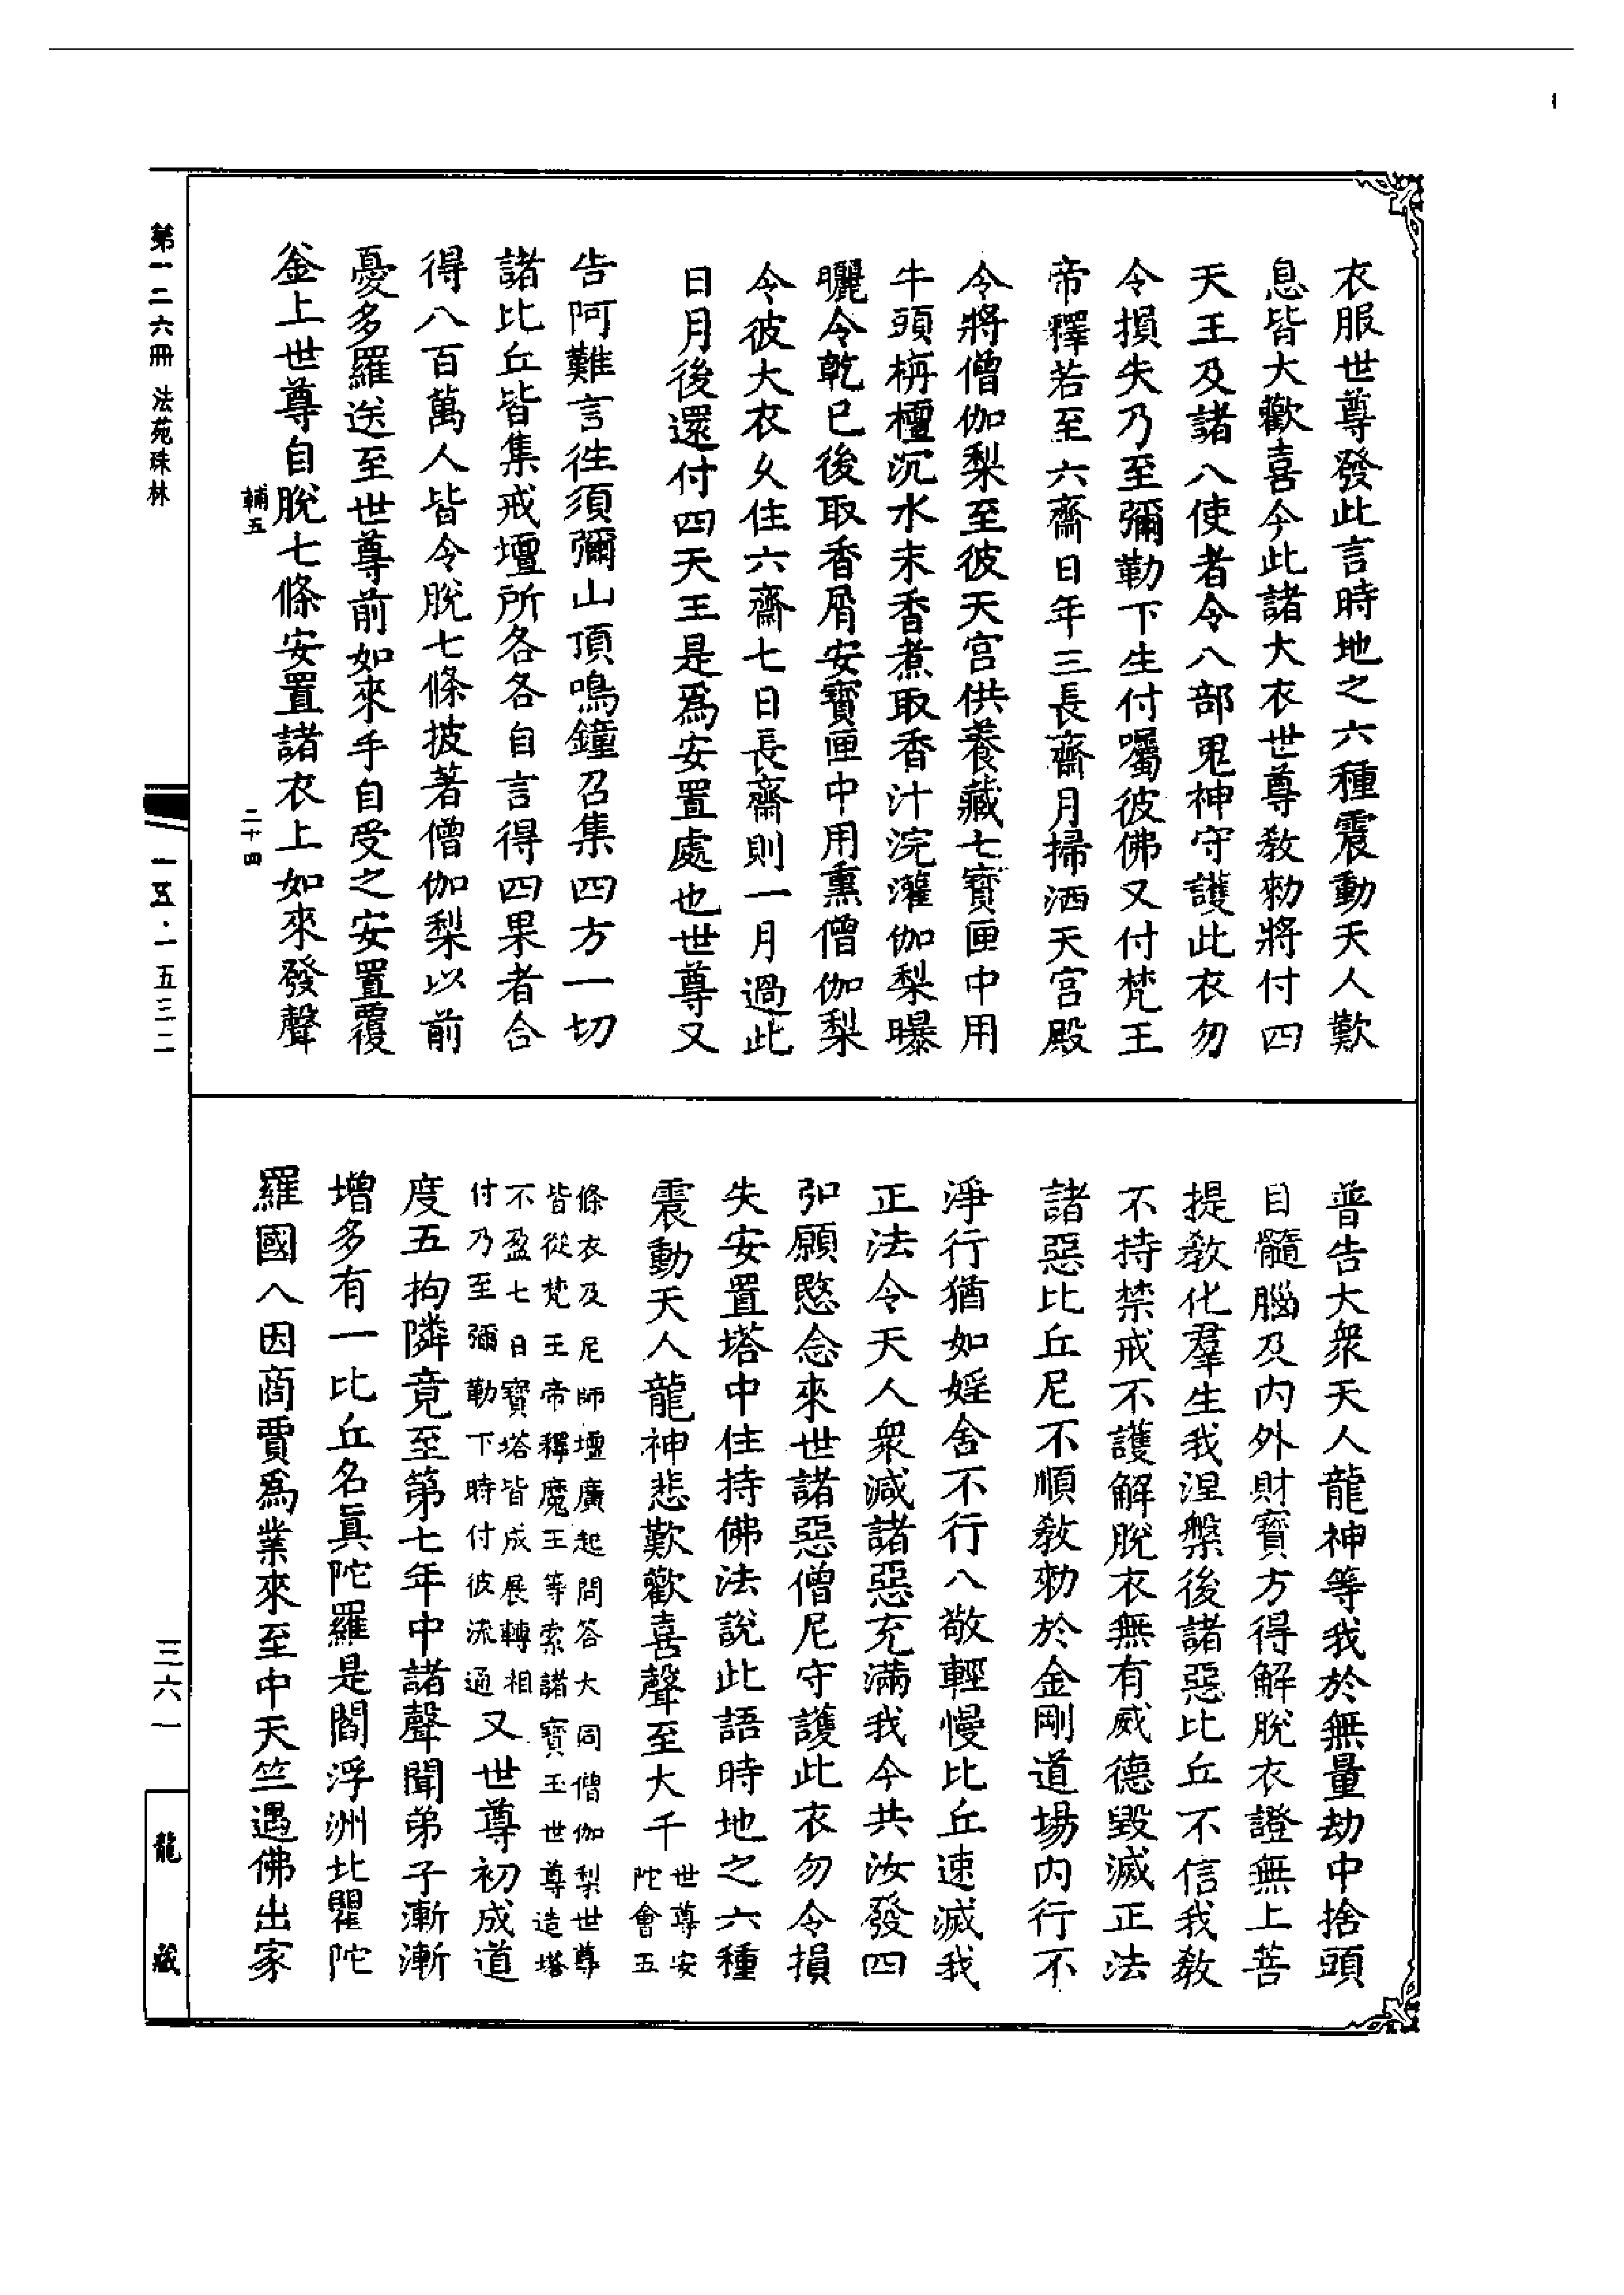 衣服世尊發此言時地之六種震動天人歎
息皆大歡喜今此諸大衣世尊敎勑將付四
天王及諸八使者令八部鬼神守護此衣勿
令損失乃至彌勒下生付囑彼佛又付梵王
帝釋若至六齋日年三長齋月掃洒天宮殿
令將僧伽梨至彼天宮供養藏七寶匣中用
牛頭栴檀沉水末香煮取香汁浣灌伽梨曝
曬令乾已後取香屑安寶匣中用熏僧伽梨
令彼大衣久住六齋七日長齋則一月過此
日月後還付四天王是爲安置處也世尊又
告阿難言徃須彌山頂鳴鐘召集四方一切
諸比丘皆集戒壇所各各自言得四果者合
得八百萬人皆令脫七條披著僧伽梨以前
憂多羅送至世尊前如來手自受之安置覆
釜上世尊自脫七條安置諸衣上如來發聲
輔五
二十四
普告大衆天人龍神等我於無量劫中捨頭
目髓腦及內外財寶方得解脫衣證無上菩
提敎化羣生我涅槃後諸惡比丘不信我敎
不持禁戒不護解脫衣無有威德毀滅正法
諸惡比丘尼不順敎勑於金剛道場內行不
淨行猶如婬舍不行八敬輕慢比丘速滅我
正法令天人衆減諸惡充滿我今共汝發四
弘願愍念來世諸惡僧尼守護此衣勿令損
失安置塔中住持佛法說此語時地之六種
震動天人龍神悲歎歡喜聲至大千世尊安
陀會五
條衣及尼師壇廣起問答大同僧伽梨世尊
皆從梵王帝釋魔王等索諸寶玉世尊造塔
不盈七日寶塔皆成展轉相
付乃至彌勒下時付彼流通又世尊初成道
度五拘隣竟至第七年中諸聲聞弟子漸漸
增多有一比丘名眞陀羅是閻浮洲北瞿陀
羅國人因商賈爲業來至中天竺遇佛出家
第一二六冊 法苑珠林
一五·一五三二
三六一
龍藏